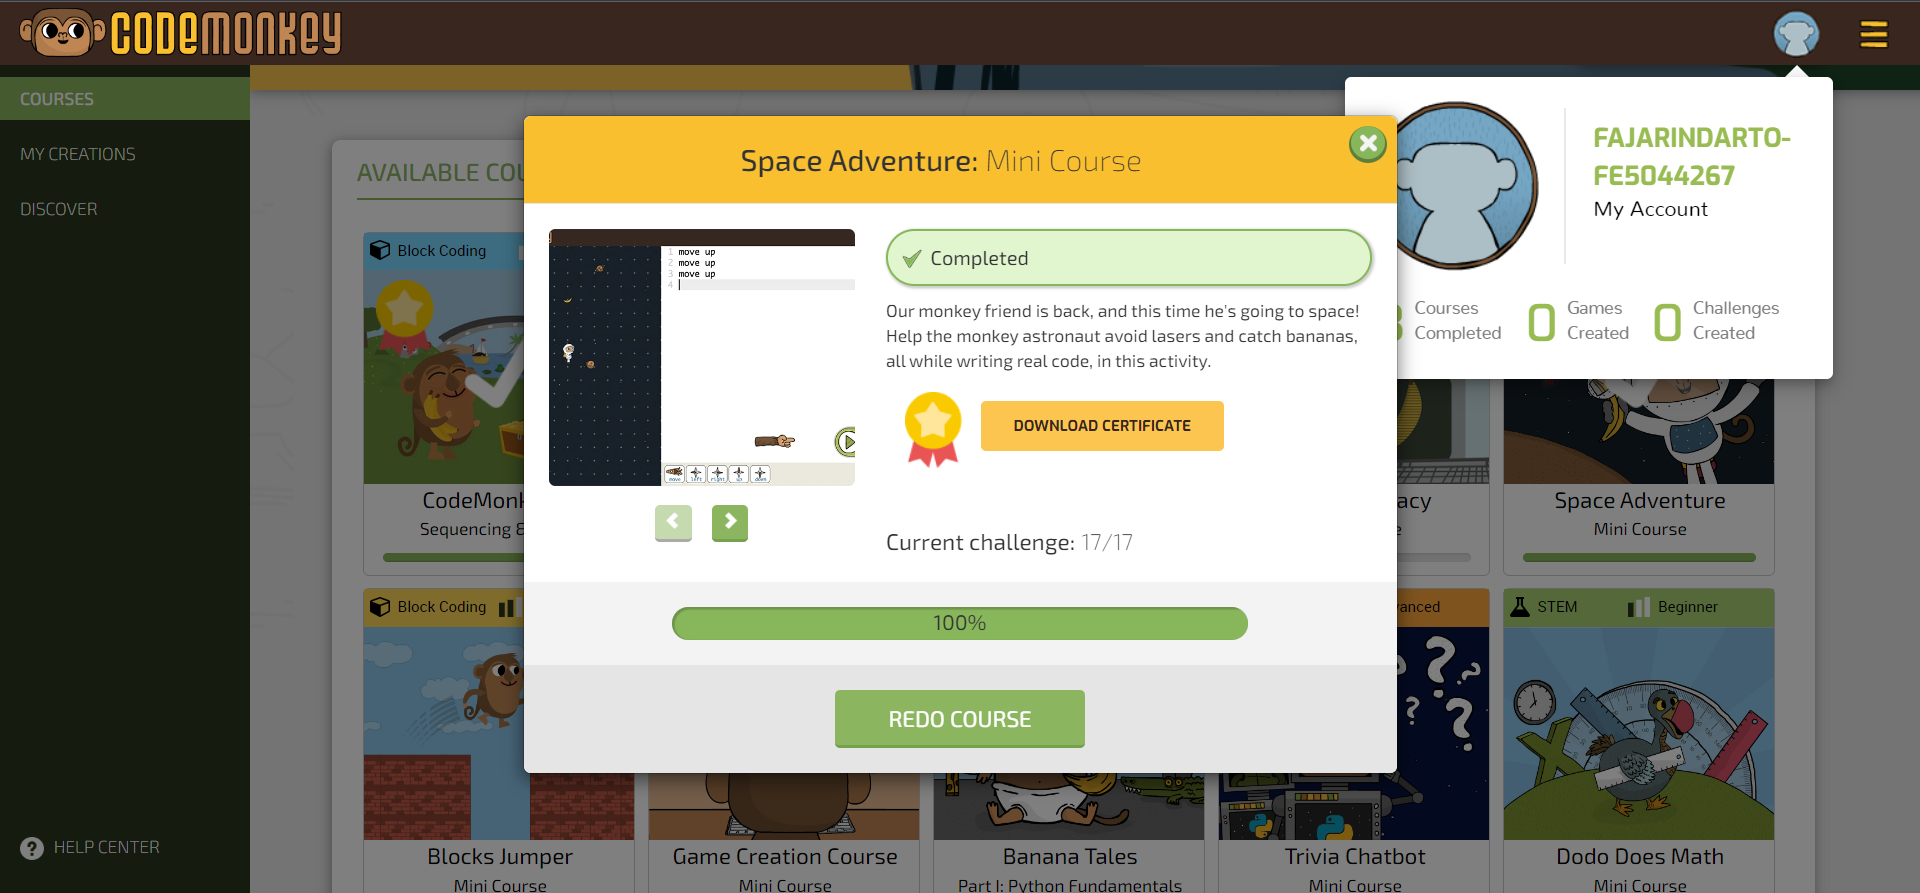 CODEMONKEY
COURSES
MY CREATIONS
DISCOVER
HELP CENTER
FAJARINDARTO-
FE5044267
My Account
Courses
Completed
0
Games
Created
0
Challenges
Created
AVAILABLE
Space Adventure: Mini Course
1 move up
2 move up
3 move up
4
move left right up down
Completed
Our monkey friend is back, and this time he's going to space!
Help the monkey astronaut avoid lasers and catch bananas,
all while writing real code, in this activity.
DOWNLOAD CERTIFICATE
Current challenge: 17/17
100%
REDO COURSE
Block Coding
Sequencing
Space Adventure
Mini Course
Block Coding
STEM
Beginner
Blocks Jumper
Mini Course
Game Creation Course
Mini Course
Banana Tales
Part I: Python Fundamentals
Trivia Chatbot
Mini Course
Dodo Does Math
Mini Course